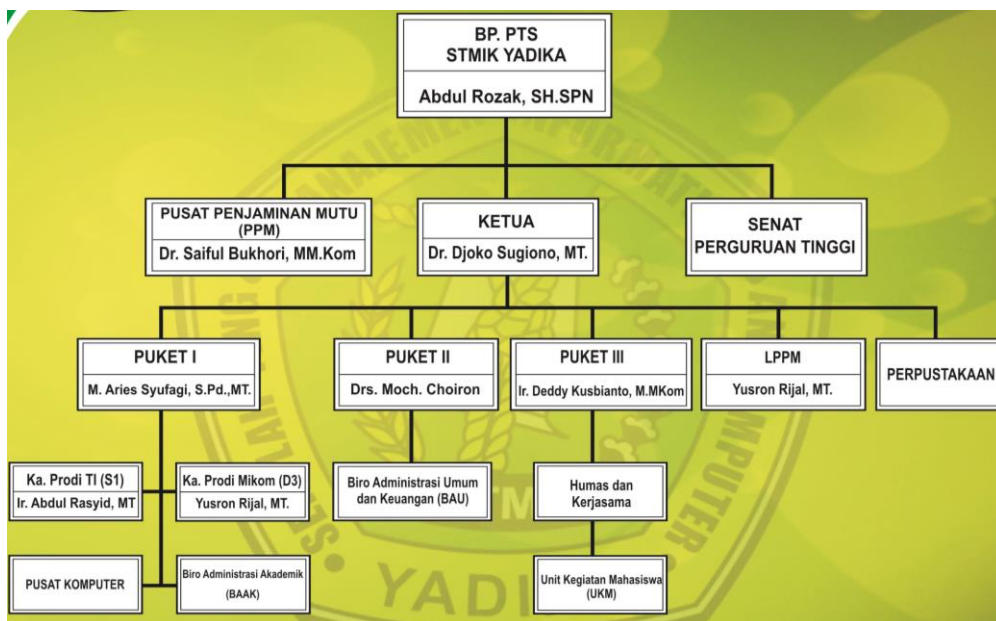 BP. PTS
STMIK YADIKA
Abdul Rozak, SH.SPN
PUSAT PENJAMINAN MUTU
(PPM)
Dr. Saiful Bukhori, MM.Kom
KETUA
Dr. Djoko Sugiono, MT.
SENAT
PERGURUAN TINGGI
PUKET I
M. Aries Syufagi, S.Pd.,MT.
PUKET II
Drs. Moch. Choiron
PUKET III
Ir. Deddy Kusbianto, M.MKom
LPPM
Yusron Rijal, MT.
PERPUSTAKAAN
Ka. Prodi TI (S1)
Ir. Abdul Rasyid, MT
Ka. Prodi Mikom (D3)
Yusron Rijal, MT.
Biro Administrasi Umum
dan Keuangan (BAU)
Humas dan
Kerjasama
PUSAT KOMPUTER
Biro Administrasi Akademik
(BAAK)
Unit Kegiatan Mahasiswa
(UKM)